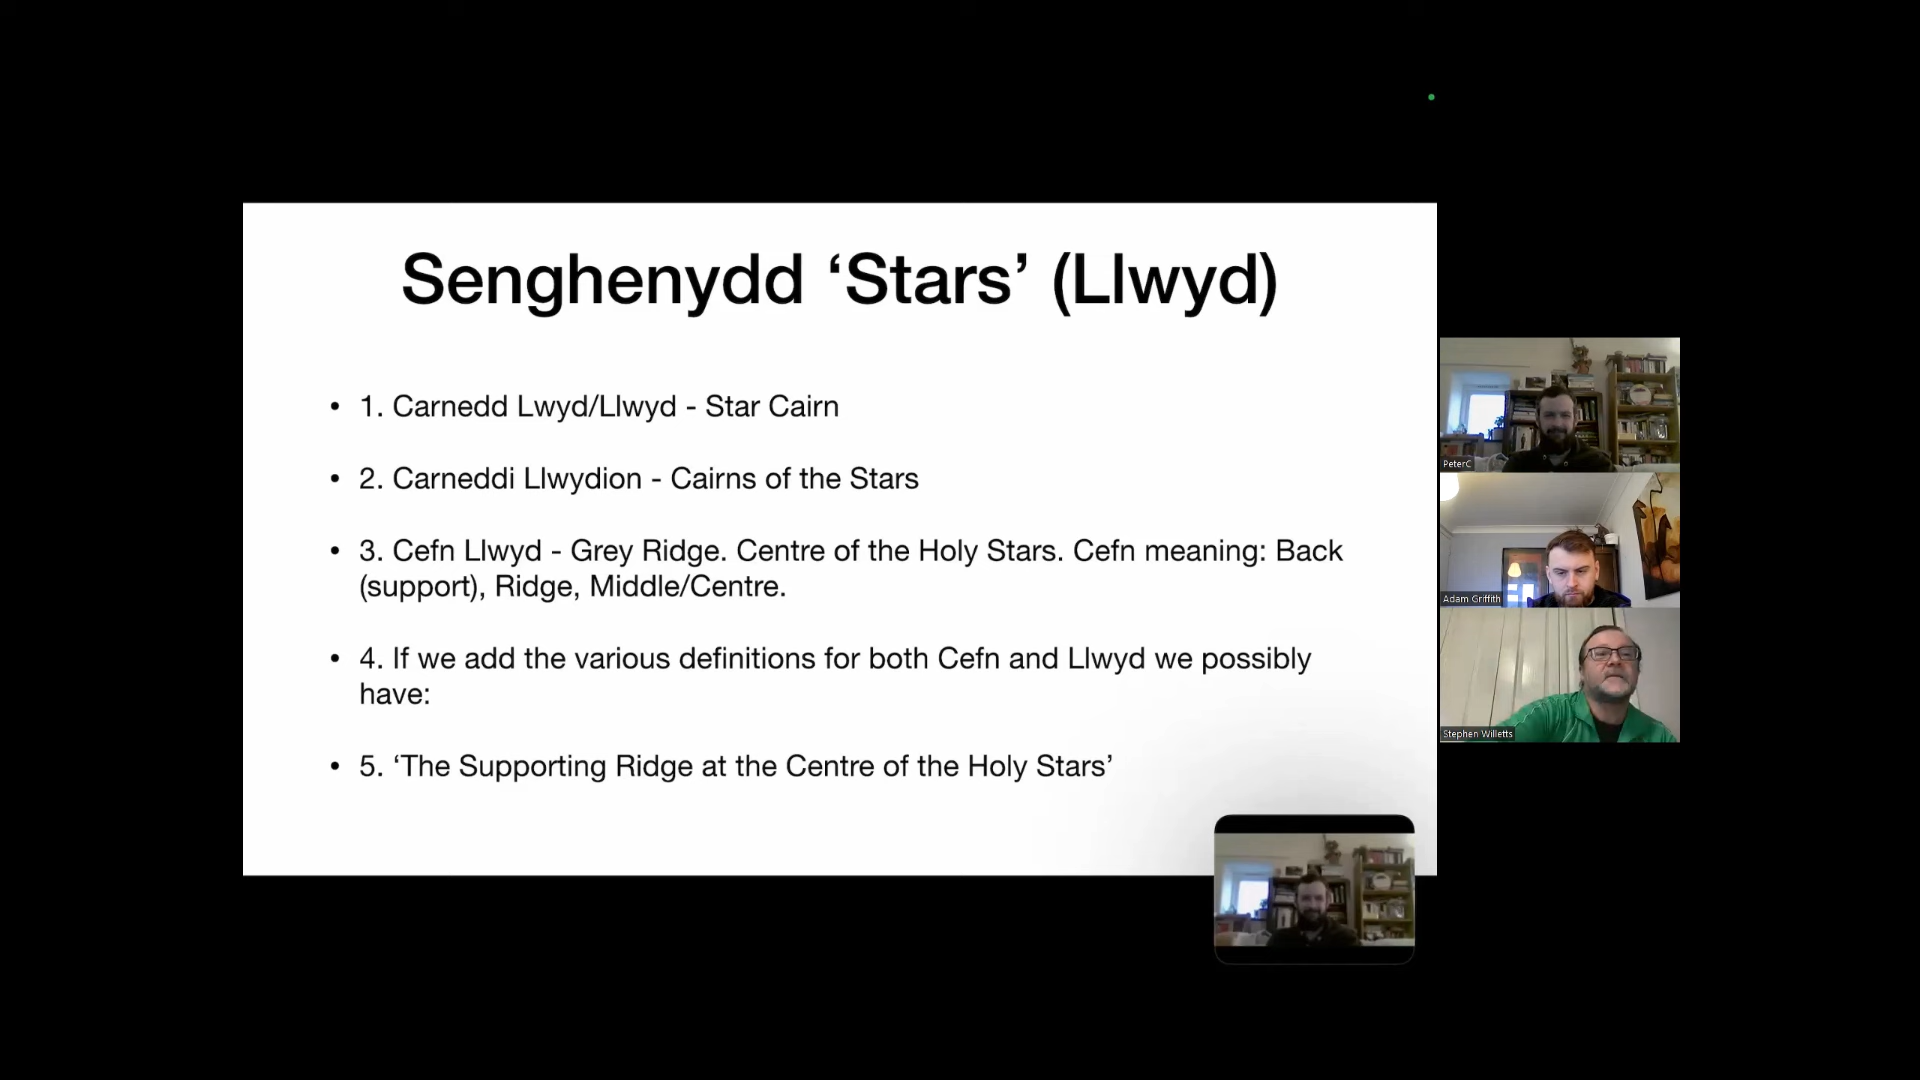 Senghenydd ‘Stars’ (Llwyd)
• 1. Carnedd Lwyd/Llwyd - Star Cairn
• 2. Carneddi Llwydion - Cairns of the Stars
• 3. Cefn Llwyd - Grey Ridge. Centre of the Holy Stars. Cefn meaning: Back
(support), Ridge, Middle/Centre.
• 4. If we add the various definitions for both Cefn and Llwyd we possibly
have:
• 5. ‘The Supporting Ridge at the Centre of the Holy Stars’
PeterC
Adam Griffith
Stephen Willetts